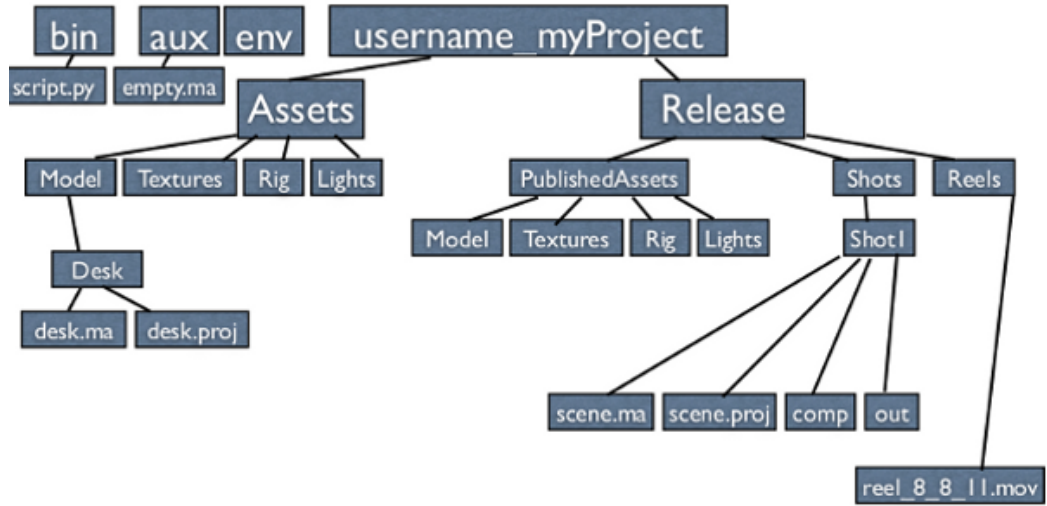 bin
aux
env
username_myProject
script.py
empty.ma
Assets
Release
Model
Textures
Rig
Lights
PublishedAssets
Shots
Reels
Model
Textures
Rig
Lights
Shot1
Desk
desk.ma
desk.proj
scene.ma
scene.proj
comp
out
reel_8_8_11.mov